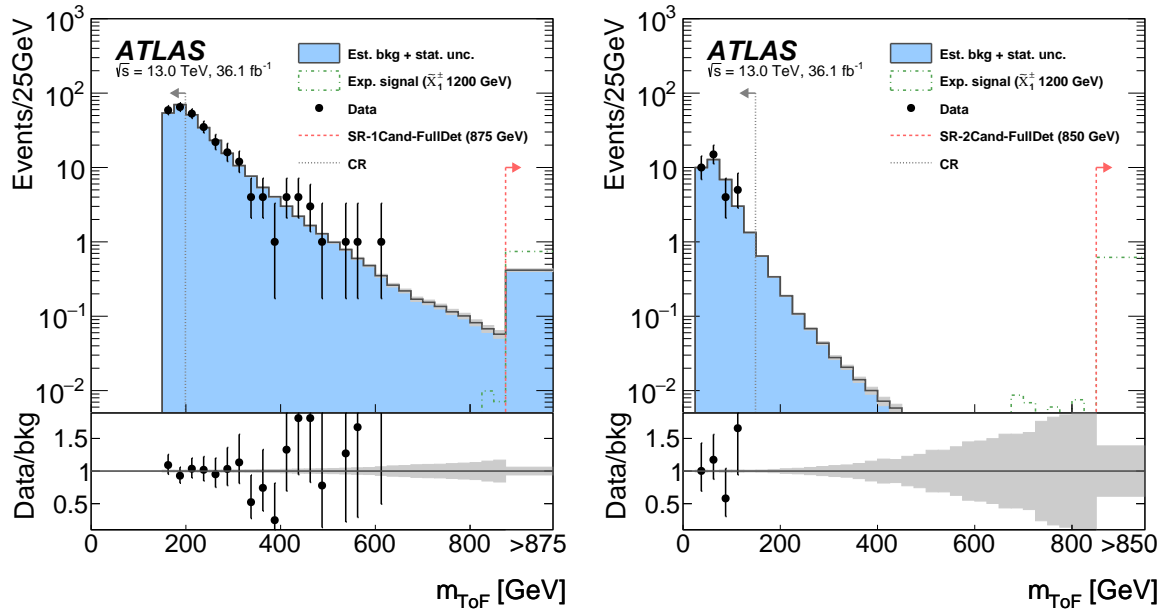 Events/25GeV
10³
10²
10
1
10⁻¹
10⁻²
ATLAS
√s = 13.0 TeV, 36.1 fb⁻¹
Est. bkg + stat. unc.
Exp. signal (χ̃₁± 1200 GeV)
Data
SR-1Cand-FullDet (875 GeV)
CR
Data/bkg
1.5
1
0.5
0 200 400 600 800 >875
m_ToF [GeV]
Events/25GeV
10³
10²
10
1
10⁻¹
10⁻²
ATLAS
√s = 13.0 TeV, 36.1 fb⁻¹
Est. bkg + stat. unc.
Exp. signal (χ̃₁± 1200 GeV)
Data
SR-2Cand-FullDet (850 GeV)
CR
Data/bkg
1.5
1
0.5
0 200 400 600 800 >850
m_ToF [GeV]